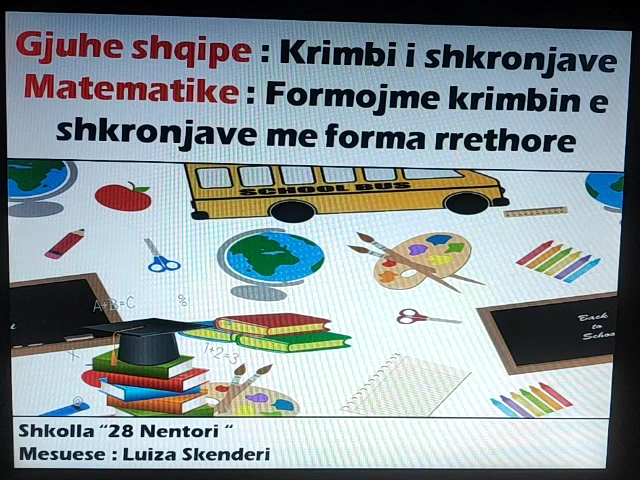 Gjuhe shqipe : Krimbi i shkronjave
Matematike : Formojme krimbin e
shkronjave me forma rrethore
SCHOOL BUS
A+B=C
%
Back
to
School
1+2=3
X
Shkolla "28 Nentori "
Mesuese : Luiza Skenderi